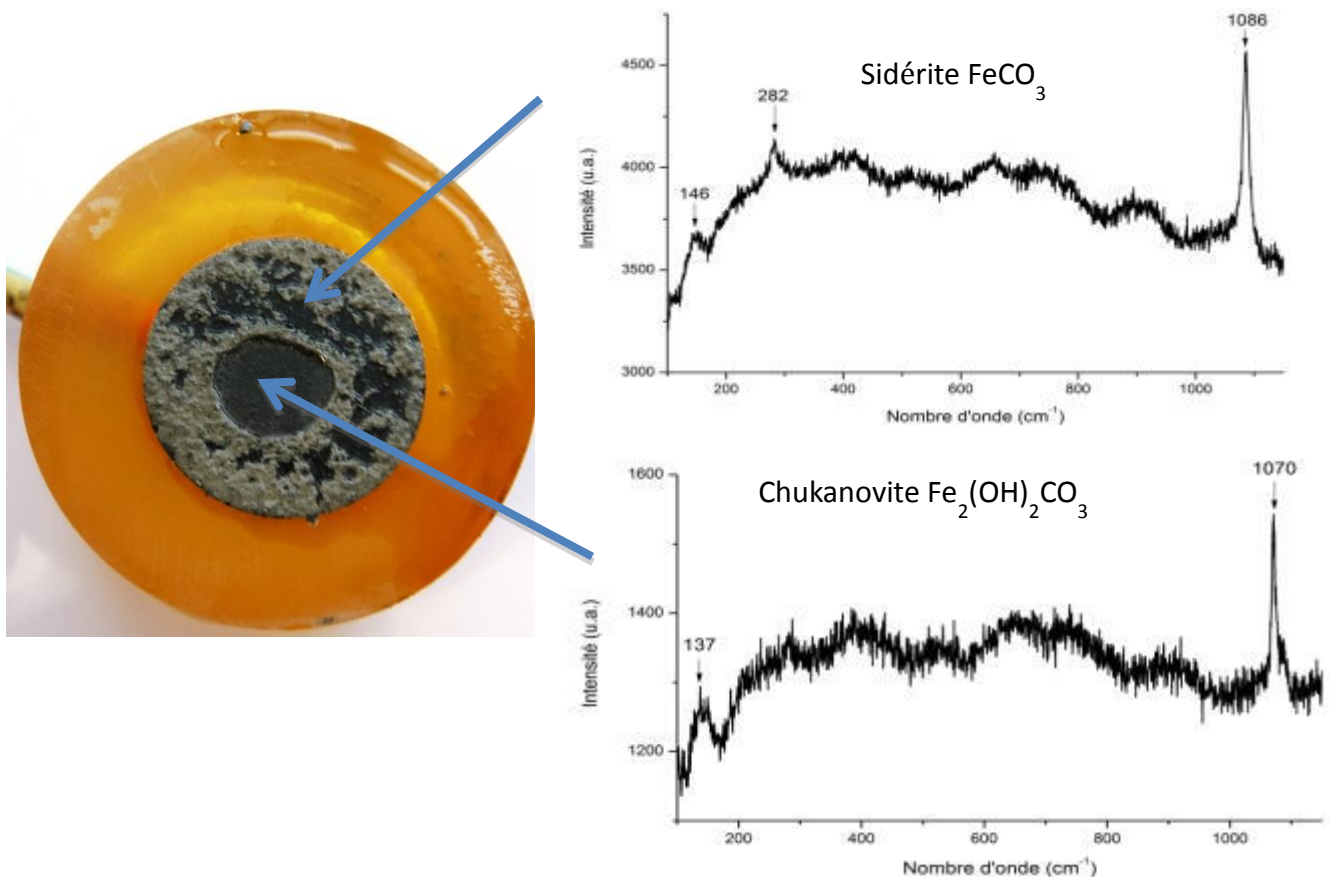 1086
Sidérite FeCO3
282
146
4500
4000
3500
3000
Intensité (u.a.)
200 400 600 800 1000
Nombre d'onde (cm-1)
1070
Chukanovite Fe2(OH)2CO3
137
1600
1400
1200
Intensité (u.a.)
200 400 600 800 1000
Nombre d'onde (cm-1)